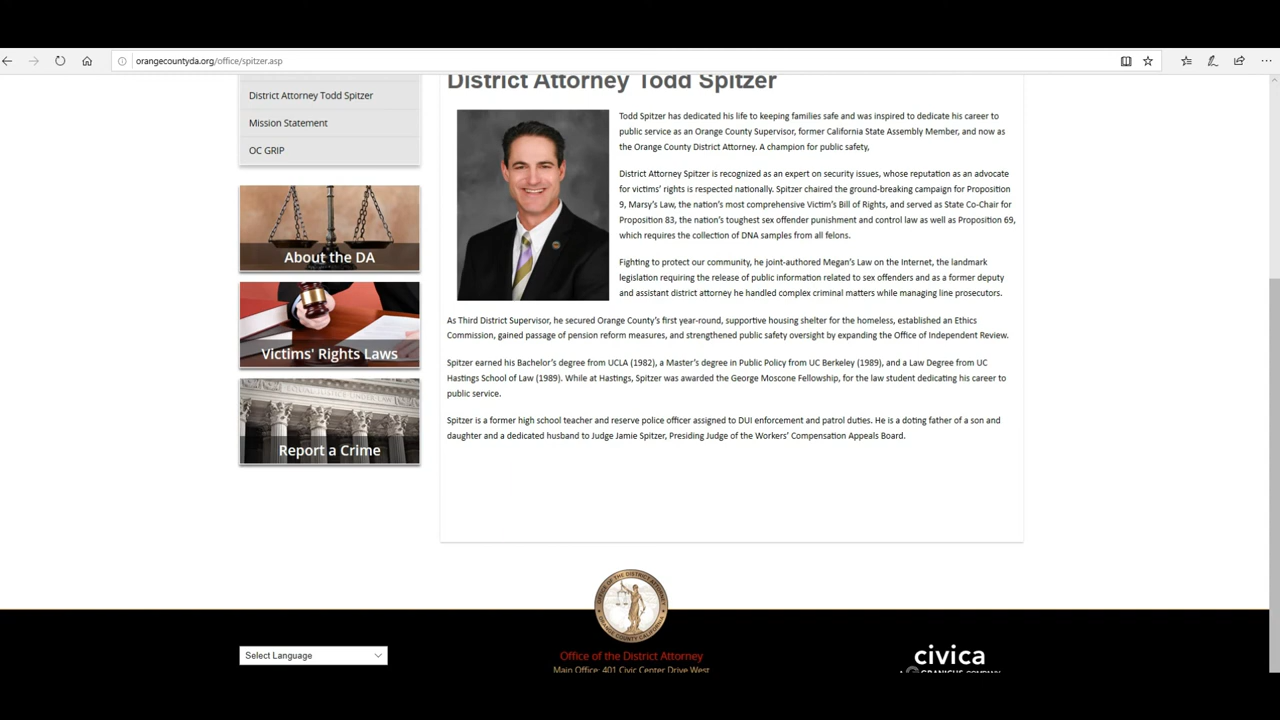 orangecountyda.org/office/spitzer.asp
District Attorney Todd Spitzer
Mission Statement
OC GRIP
About the DA
Victims' Rights Laws
Report a Crime
District Attorney Todd Spitzer
Todd Spitzer has dedicated his life to keeping families safe and was inspired to dedicate his career to
public service as an Orange County Supervisor, former California State Assembly Member, and now as
the Orange County District Attorney. A champion for public safety,
District Attorney Spitzer is recognized as an expert on security issues, whose reputation as an advocate
for victims' rights is respected nationally. Spitzer chaired the ground-breaking campaign for Proposition
9, Marsy's Law, the nation's most comprehensive Victim's Bill of Rights, and served as State Co-Chair for
Proposition 83, the nation's toughest sex offender punishment and control law as well as Proposition 69,
which requires the collection of DNA samples from all felons.
Fighting to protect our community, he joint-authored Megan's Law on the Internet, the landmark
legislation requiring the release of public information related to sex offenders and as a former deputy
and assistant district attorney he handled complex criminal matters while managing line prosecutors.
As Third District Supervisor, he secured Orange County's first year-round, supportive housing shelter for the homeless, established an Ethics
Commission, gained passage of pension reform measures, and strengthened public safety oversight by expanding the Office of Independent Review.
Spitzer earned his Bachelor's degree from UCLA (1982), a Master's degree in Public Policy from UC Berkeley (1989), and a Law Degree from UC
Hastings School of Law (1989). While at Hastings, Spitzer was awarded the George Moscone Fellowship, for the law student dedicating his career to
public service.
Spitzer is a former high school teacher and reserve police officer assigned to DUI enforcement and patrol duties. He is a doting father of a son and
daughter and a dedicated husband to Judge Jamie Spitzer, Presiding Judge of the Workers' Compensation Appeals Board.
OFFICE OF THE DISTRICT ATTORNEY
ORANGE COUNTY CALIFORNIA
Select Language
Office of the District Attorney
Main Office: 401 Civic Center Drive West
civica
A GRANICUS COMPANY